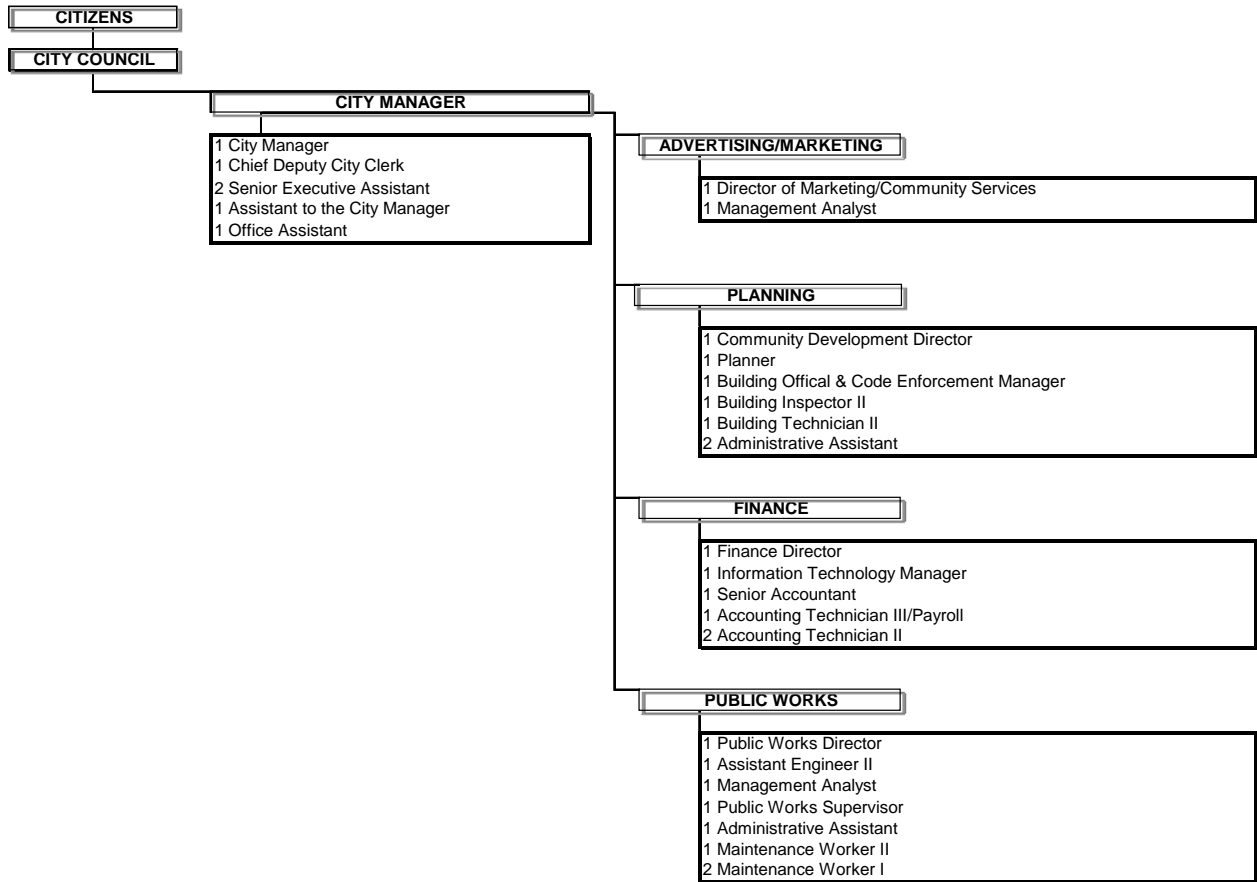 CITIZENS
CITY COUNCIL
CITY MANAGER
1 City Manager
1 Chief Deputy City Clerk
2 Senior Executive Assistant
1 Assistant to the City Manager
1 Office Assistant
ADVERTISING/MARKETING
1 Director of Marketing/Community Services
1 Management Analyst
PLANNING
1 Community Development Director
1 Planner
1 Building Offical & Code Enforcement Manager
1 Building Inspector II
1 Building Technician II
2 Administrative Assistant
FINANCE
1 Finance Director
1 Information Technology Manager
1 Senior Accountant
1 Accounting Technician III/Payroll
2 Accounting Technician II
PUBLIC WORKS
1 Public Works Director
1 Assistant Engineer II
1 Management Analyst
1 Public Works Supervisor
1 Administrative Assistant
1 Maintenance Worker II
2 Maintenance Worker I